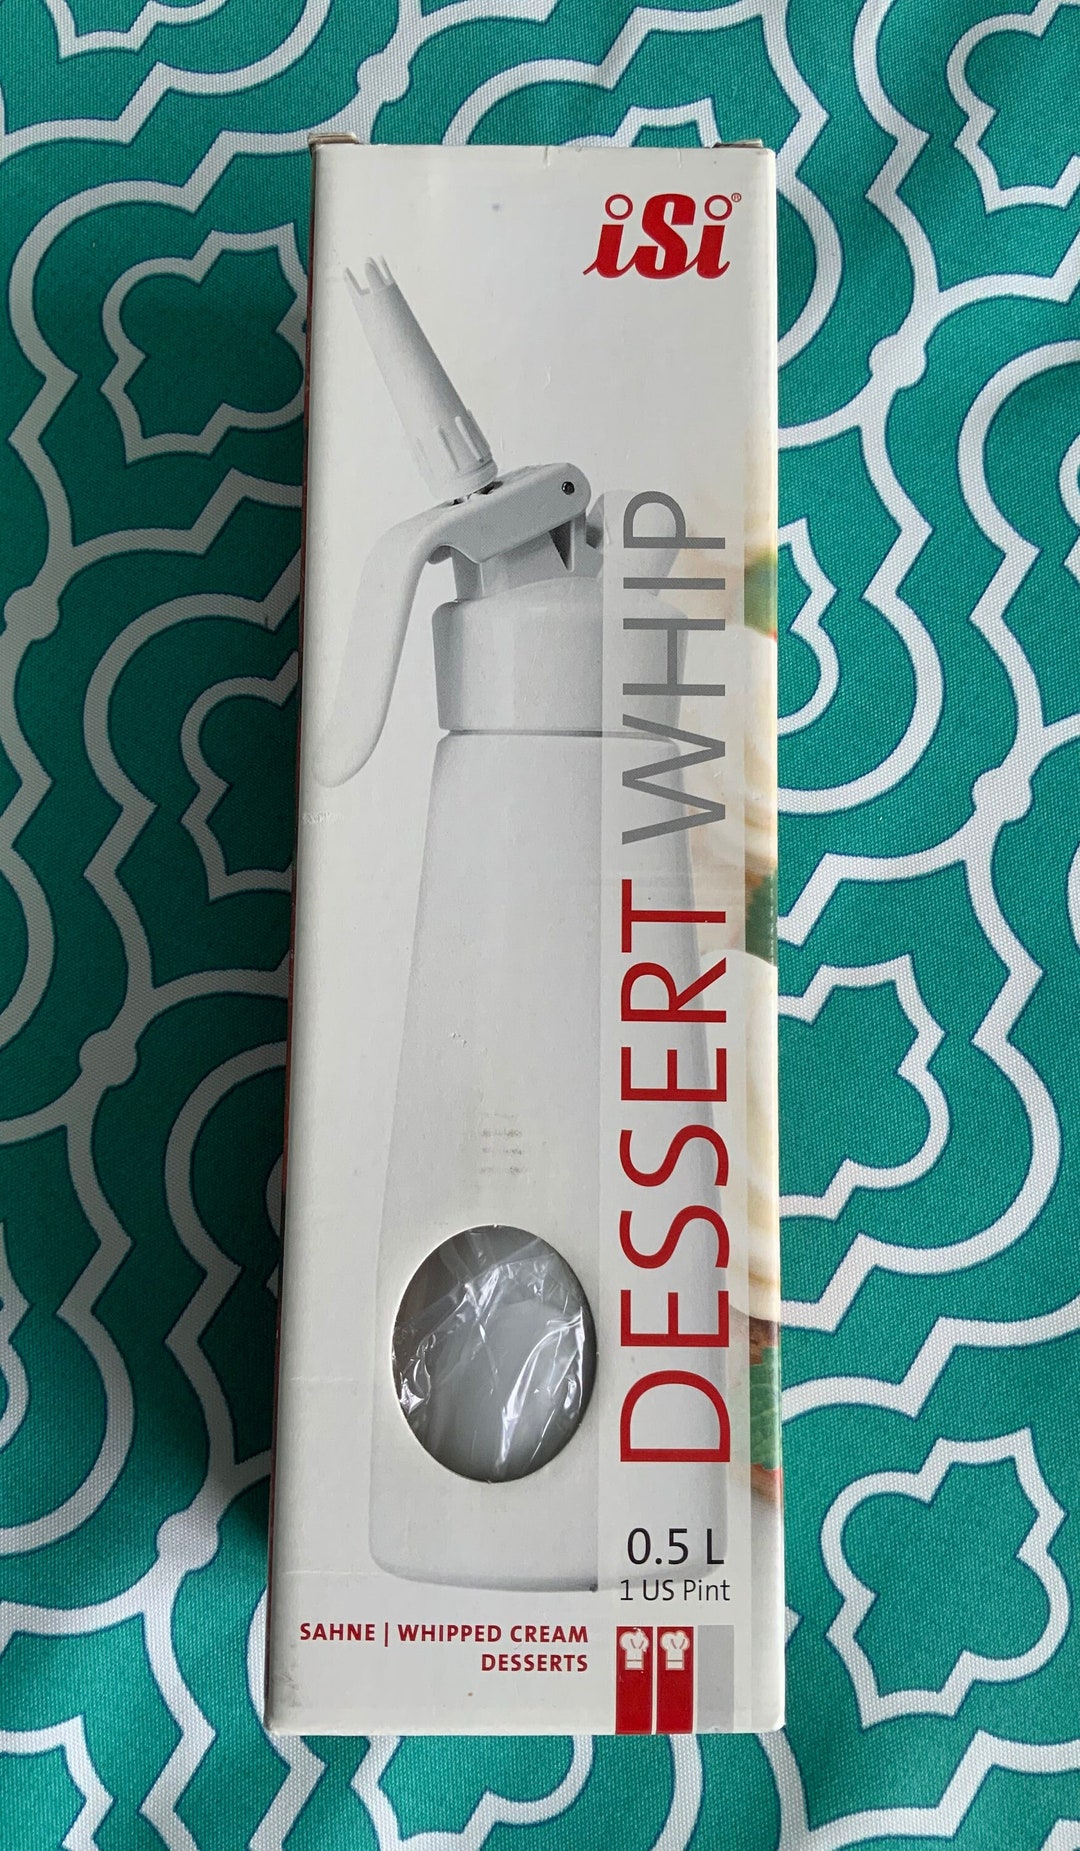 iSi®
DESSERT WHIP
0.5 L
1 US Pint
SAHNE | WHIPPED CREAM
DESSERTS